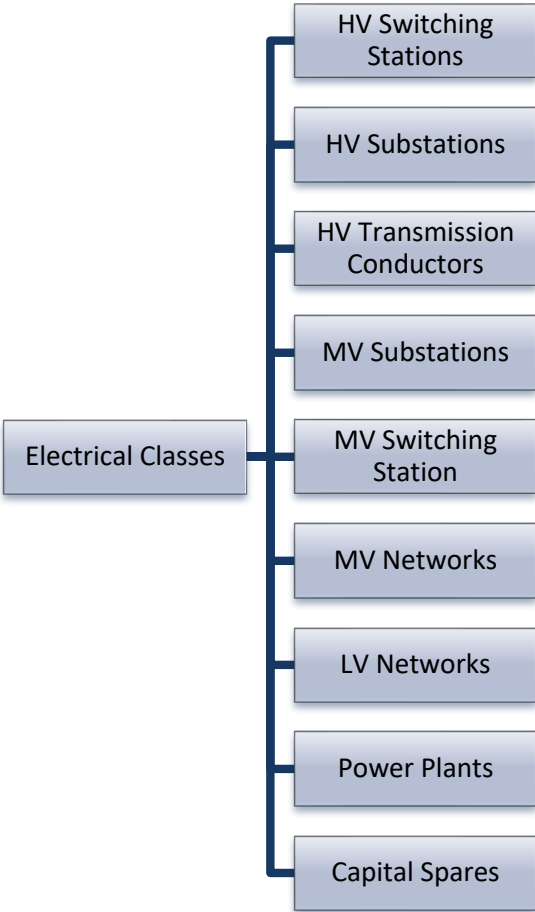 HV Switching
Stations
HV Substations
HV Transmission
Conductors
MV Substations
Electrical Classes
MV Switching
Station
MV Networks
LV Networks
Power Plants
Capital Spares